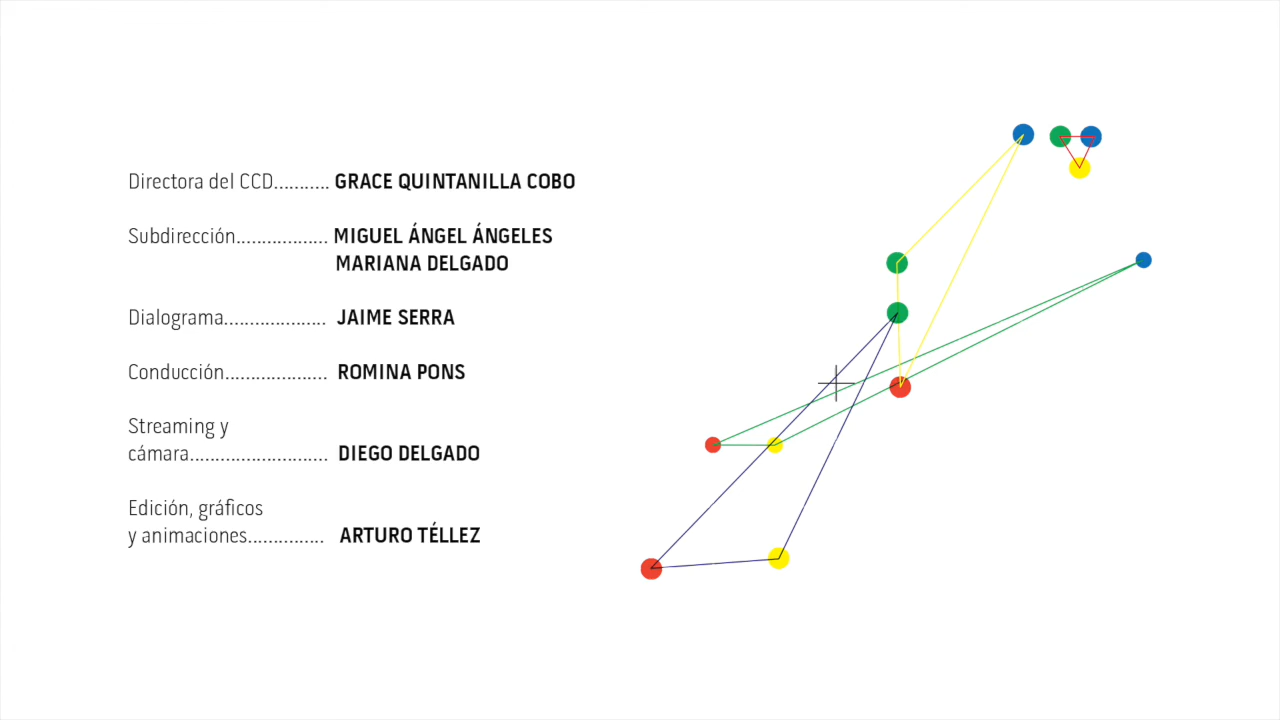 Directora del CCD........... GRACE QUINTANILLA COBO
Subdirección.................. MIGUEL ÁNGEL ÁNGELES
MARIANA DELGADO
Dialograma.................... JAIME SERRA
Conducción.................... ROMINA PONS
Streaming y
cámara........................... DIEGO DELGADO
Edición, gráficos
y animaciones............... ARTURO TÉLLEZ